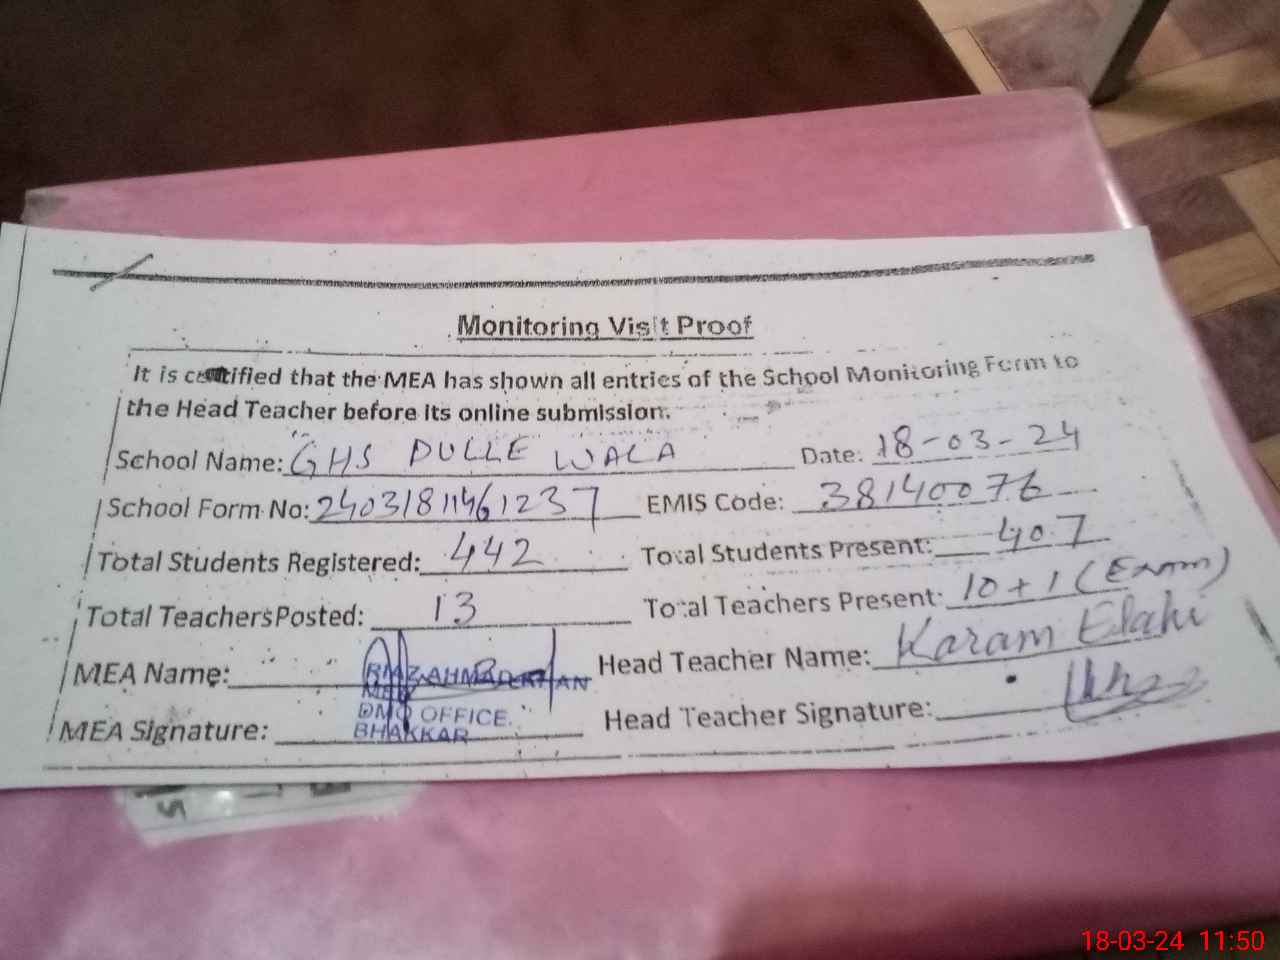 Monitoring Visit Proof
It is certified that the MEA has shown all entries of the School Monitoring Form to
the Head Teacher before its online submission.
School Name: GHS DULLE WALA Date: 18-03-24
School Form No: 24031811461237 EMIS Code: 38140076
Total Students Registered: 442 Total Students Present: 407
Total Teachers Posted: 13 Total Teachers Present: 10+1 (Exam)
MEA Name: AHMAD KHAN Head Teacher Name: Karam Elahi
MEA
DMO OFFICE.
MEA Signature: BHAKKAR Head Teacher Signature:
18-03-24 11:50